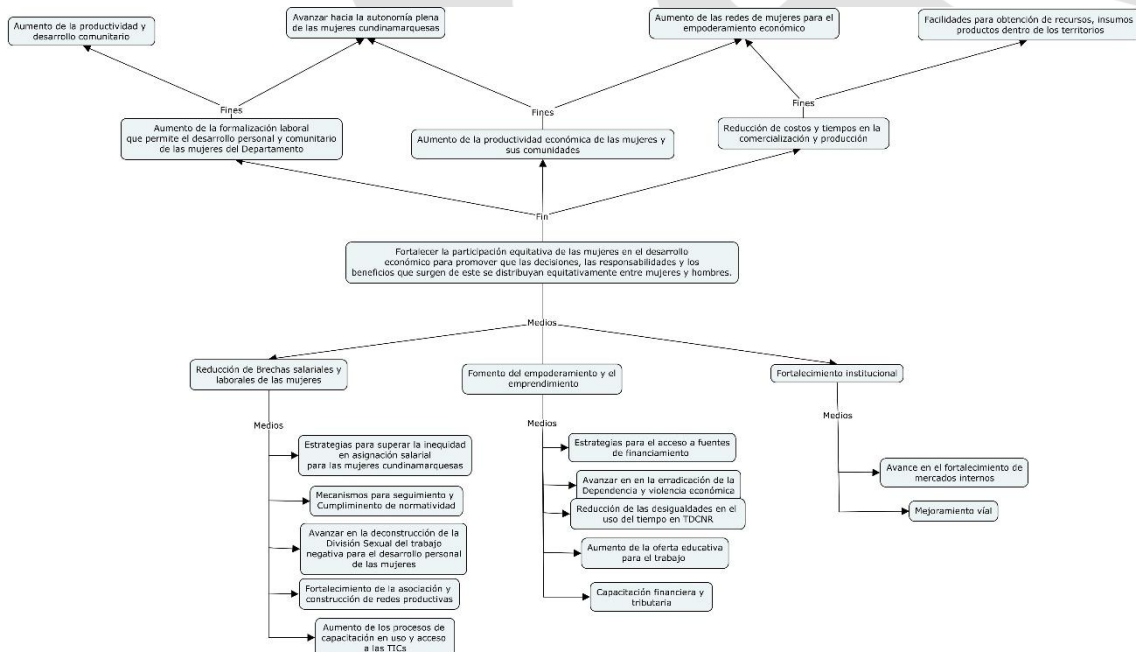 Aumento de la productividad y
desarrollo comunitario
Avanzar hacia la autonomía plena
de las mujeres cundinamarquesas
Aumento de las redes de mujeres para el
empoderamiento económico
Facilidades para obtención de recursos, insumos
productos dentro de los territorios
Fines
Fines
Fines
Aumento de la formalización laboral
que permite el desarrollo personal y comunitario
de las mujeres del Departamento
AUmento de la productividad económica de las mujeres y
sus comunidades
Reducción de costos y tiempos en la
comercialización y producción
Fin
Fortalecer la participación equitativa de las mujeres en el desarrollo
económico para promover que las decisiones, las responsabilidades y los
beneficios que surgen de este se distribuyan equitativamente entre mujeres y hombres.
Medios
Reducción de Brechas salariales y
laborales de las mujeres
Fomento del empoderamiento y el
emprendimiento
Fortalecimiento institucional
Medios
Medios
Medios
Estrategias para superar la inequidad
en asignación salarial
para las mujeres cundinamarquesas
Mecanismos para seguimiento y
Cumpliminento de normatividad
Avanzar en la deconstrucción de la
División Sexual del trabajo
negativa para el desarrollo personal
de las mujeres
Fortalecimiento de la asociación y
construcción de redes productivas
Aumento de los procesos de
capacitación en uso y acceso
a las TICs
Estrategias para el acceso a fuentes
de financiamiento
Avanzar en en la erradicación de la
Dependencia y violencia económica
Reducción de las desigualdades en el
uso del tiempo en TDCNR
Aumento de la oferta educativa
para el trabajo
Capacitación financiera y
tributaria
Avance en el fortalecimiento de
mercados internos
Mejoramiento víal